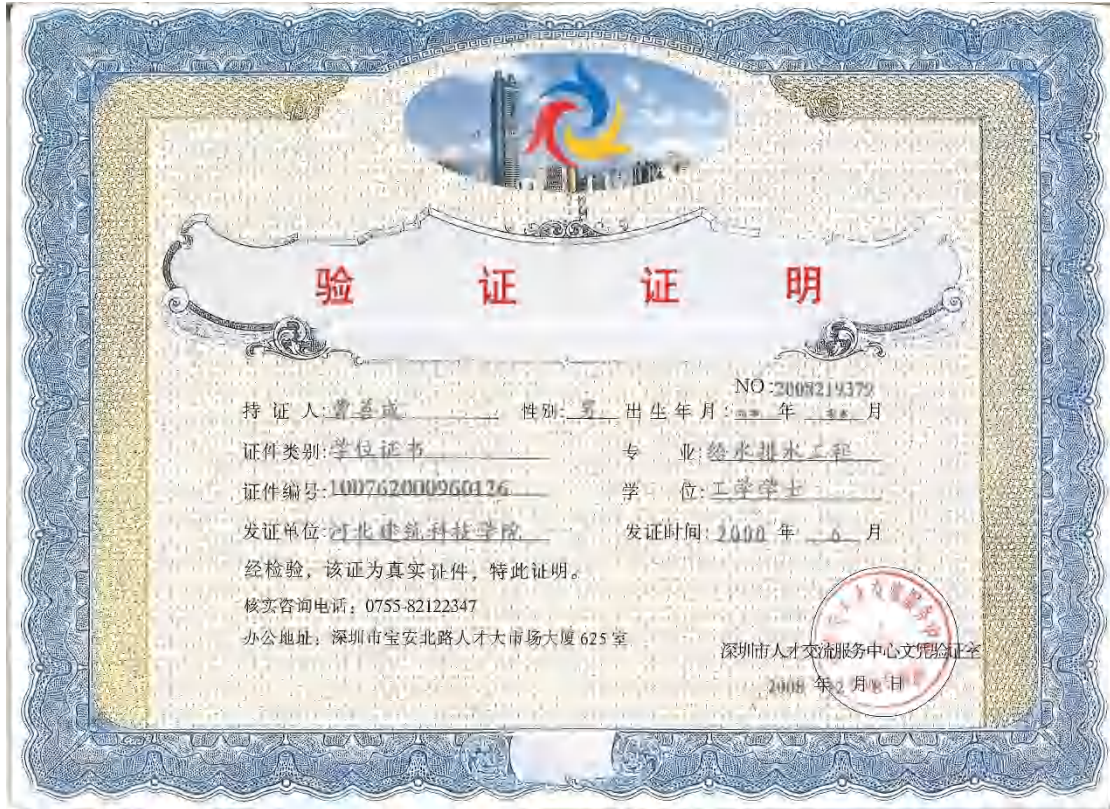 验证证明
NO:2008219379
持证人:曹益成 性别:男 出生年月:** 年 ** 月
证件类别:学位证书 专业:给水排水工程
证件编号:100762000960126 学位:工学学士
发证单位:河北建筑科技学院 发证时间:2000 年 6 月
经检验，该证为真实证件，特此证明。
核实咨询电话：0755-82122347
办公地址：深圳市宝安北路人才大市场大厦 625 室
深圳市人才交流服务中心文凭验证室
2008 年2 月8 日